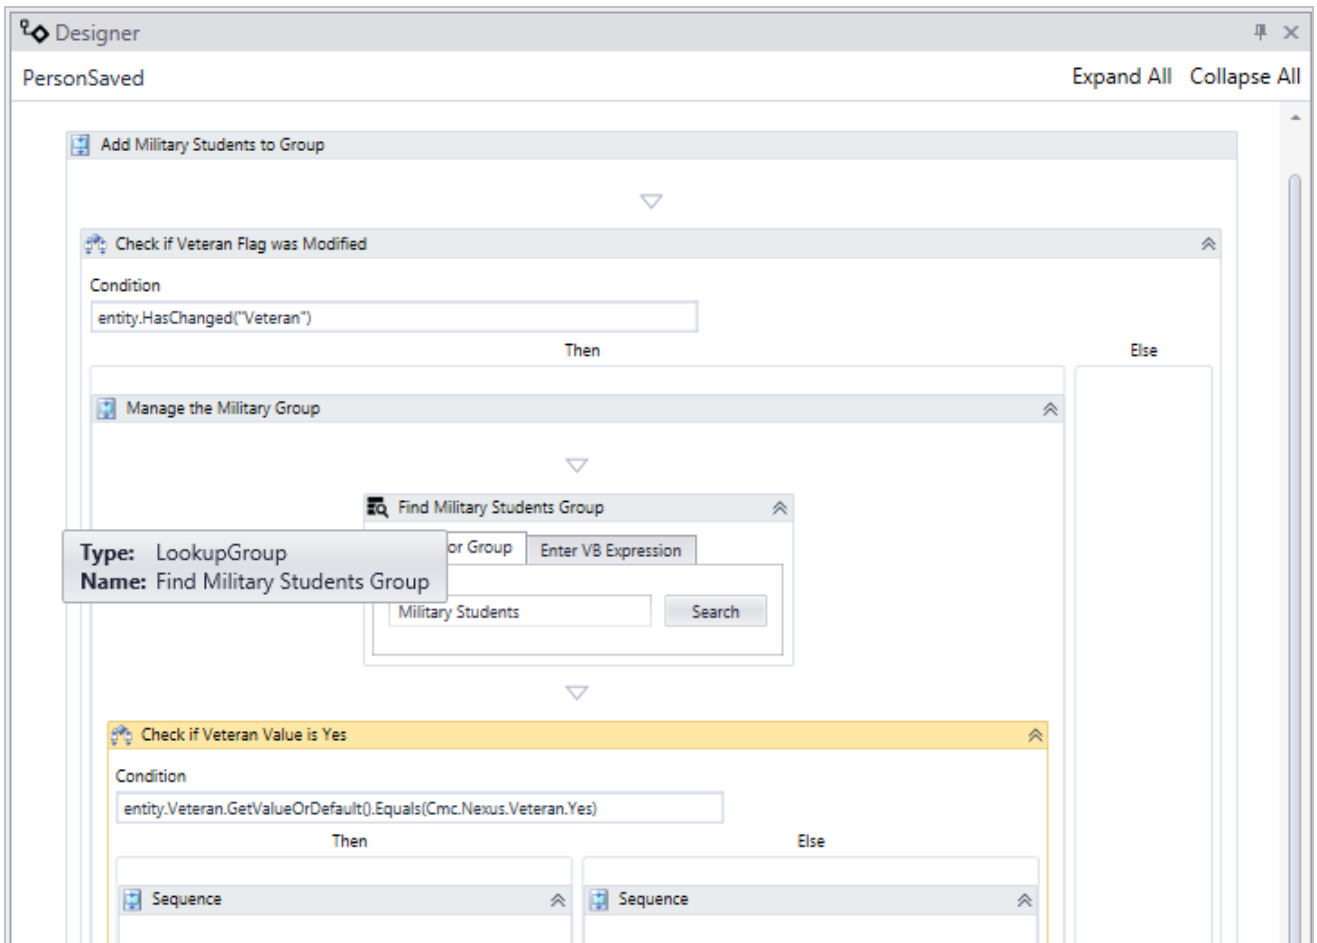 Designer
PersonSaved
Expand All Collapse All
Add Military Students to Group
Check if Veteran Flag was Modified
Condition
entity.HasChanged("Veteran")
Then Else
Manage the Military Group
Find Military Students Group
or Group Enter VB Expression
Type: LookupGroup
Name: Find Military Students Group
Military Students Search
Check if Veteran Value is Yes
Condition
entity.Veteran.GetValueOrDefault().Equals(Cmc.Nexus.Veteran.Yes)
Then Else
Sequence Sequence